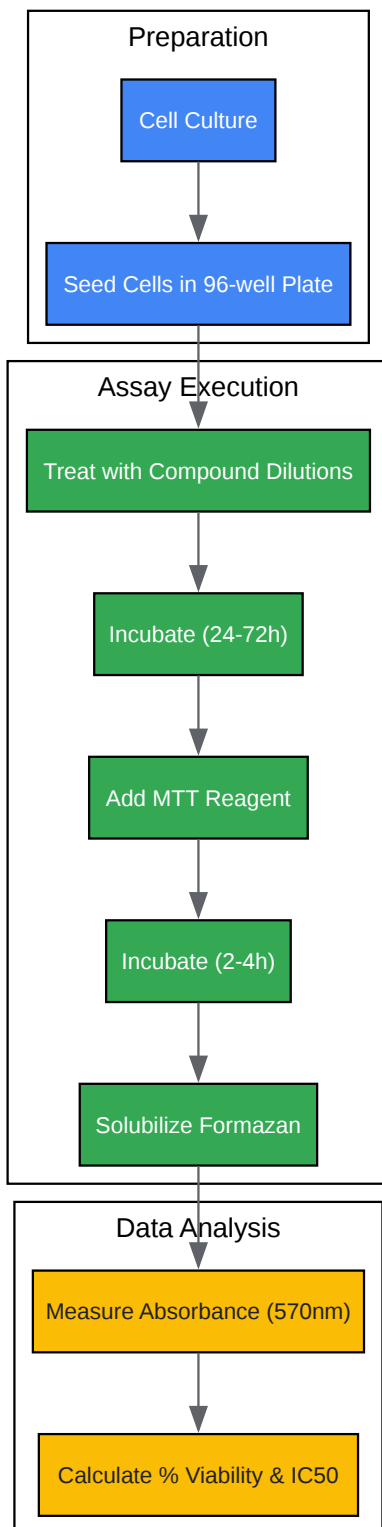 Preparation
Cell Culture
Seed Cells in 96-well Plate
Assay Execution
Treat with Compound Dilutions
Incubate (24-72h)
Add MTT Reagent
Incubate (2-4h)
Solubilize Formazan
Data Analysis
Measure Absorbance (570nm)
Calculate % Viability & IC50